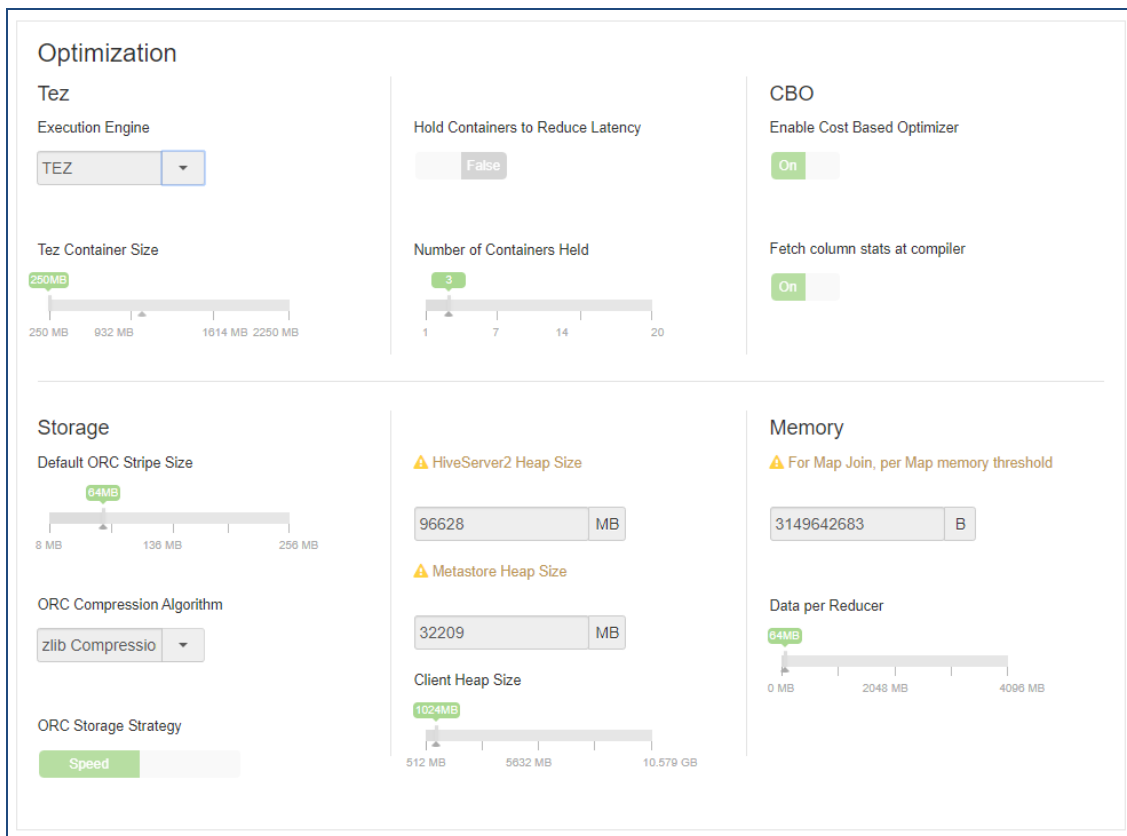 Optimization
Tez
Execution Engine
TEZ
Tez Container Size
250MB
250 MB 932 MB 1614 MB 2250 MB
Hold Containers to Reduce Latency
False
Number of Containers Held
3
1 7 14 20
CBO
Enable Cost Based Optimizer
On
Fetch column stats at compiler
On
Storage
Default ORC Stripe Size
64MB
8 MB 136 MB 256 MB
ORC Compression Algorithm
zlib Compressio
ORC Storage Strategy
Speed
HiveServer2 Heap Size
96628 MB
Metastore Heap Size
32209 MB
Client Heap Size
1024MB
512 MB 5632 MB 10.579 GB
Memory
For Map Join, per Map memory threshold
3149642683 B
Data per Reducer
64MB
0 MB 2048 MB 4096 MB